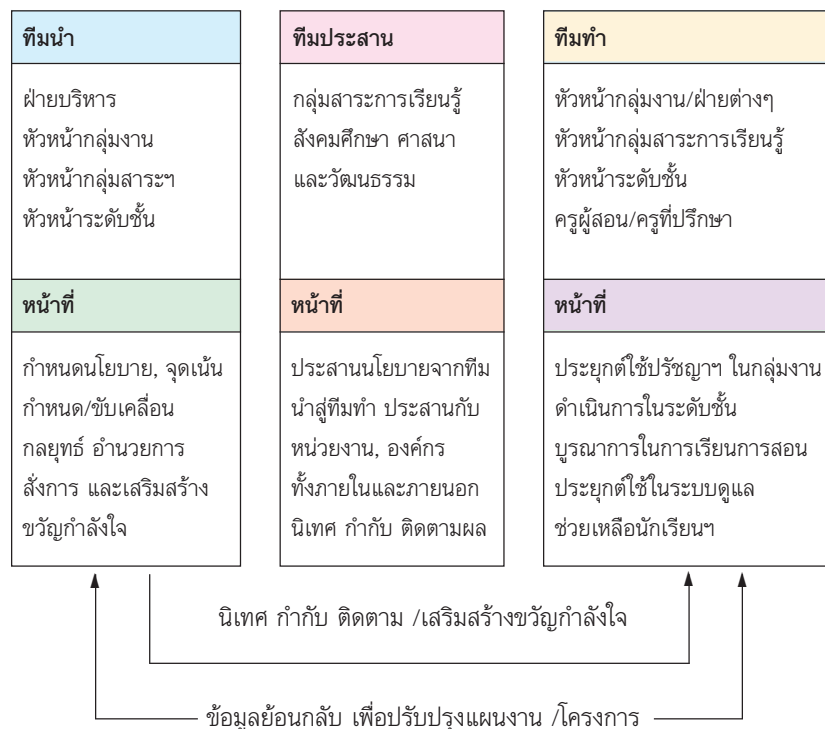 ทีมนำ
ฝ่ายบริหาร
หัวหน้ากลุ่มงาน
หัวหน้ากลุ่มสาระฯ
หัวหน้าระดับชั้น
หน้าที่
กำหนดนโยบาย, จุดเน้น
กำหนด/ขับเคลื่อน
กลยุทธ์ อำนวยการ
สั่งการ และเสริมสร้าง
ขวัญกำลังใจ
ทีมประสาน
กลุ่มสาระการเรียนรู้
สังคมศึกษา ศาสนา
และวัฒนธรรม
หน้าที่
ประสานนโยบายจากทีม
นำสู่ทีมทำ ประสานกับ
หน่วยงาน, องค์กร
ทั้งภายในและภายนอก
นิเทศ กำกับ ติดตามผล
ทีมทำ
หัวหน้ากลุ่มงาน/ฝ่ายต่างๆ
หัวหน้ากลุ่มสาระการเรียนรู้
หัวหน้าระดับชั้น
ครูผู้สอน/ครูที่ปรึกษา
หน้าที่
ประยุกต์ใช้ปรัชญาฯ ในกลุ่มงาน
ดำเนินการในระดับชั้น
บูรณาการในการเรียนการสอน
ประยุกต์ใช้ในระบบดูแล
ช่วยเหลือนักเรียนฯ
นิเทศ กำกับ ติดตาม /เสริมสร้างขวัญกำลังใจ
ข้อมูลย้อนกลับ เพื่อปรับปรุงแผนงาน /โครงการ